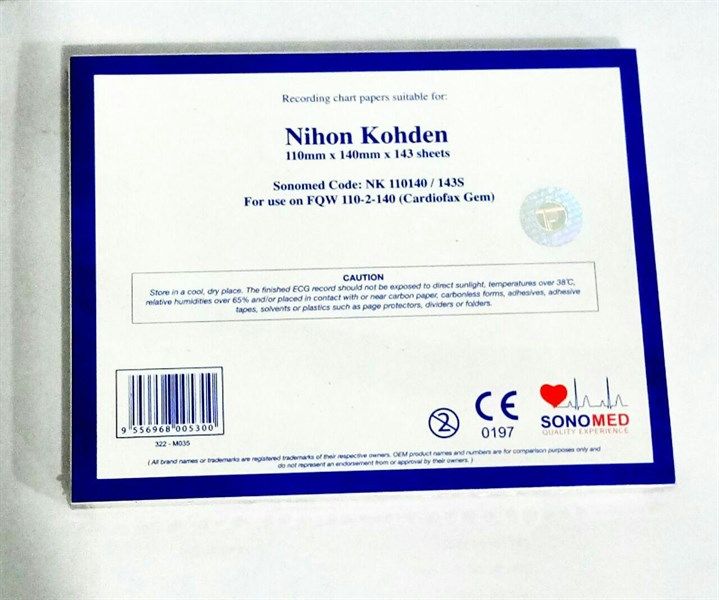 Recording chart papers suitable for:
Nihon Kohden
110mm x 140mm x 143 sheets
Sonomed Code: NK 110140 / 143S
For use on FQW 110-2-140 (Cardiofax Gem)
CAUTION
Store in a cool, dry place. The finished ECG record should not be exposed to direct sunlight, temperatures over 38°C,
relative humidities over 65% and/or placed in contact with or near carbon paper, carbonless forms, adhesives, adhesive
tapes, solvents or plastics such as page protectors, dividers or folders.
9 556968 005300
322 - M035
2
CE
0197
SONOMED
QUALITY EXPERIENCE
( All brand names or trademarks are registered trademarks of their respective owners. OEM product names and numbers are for comparison purposes only and
do not represent an endorsement from or approval by their owners. )